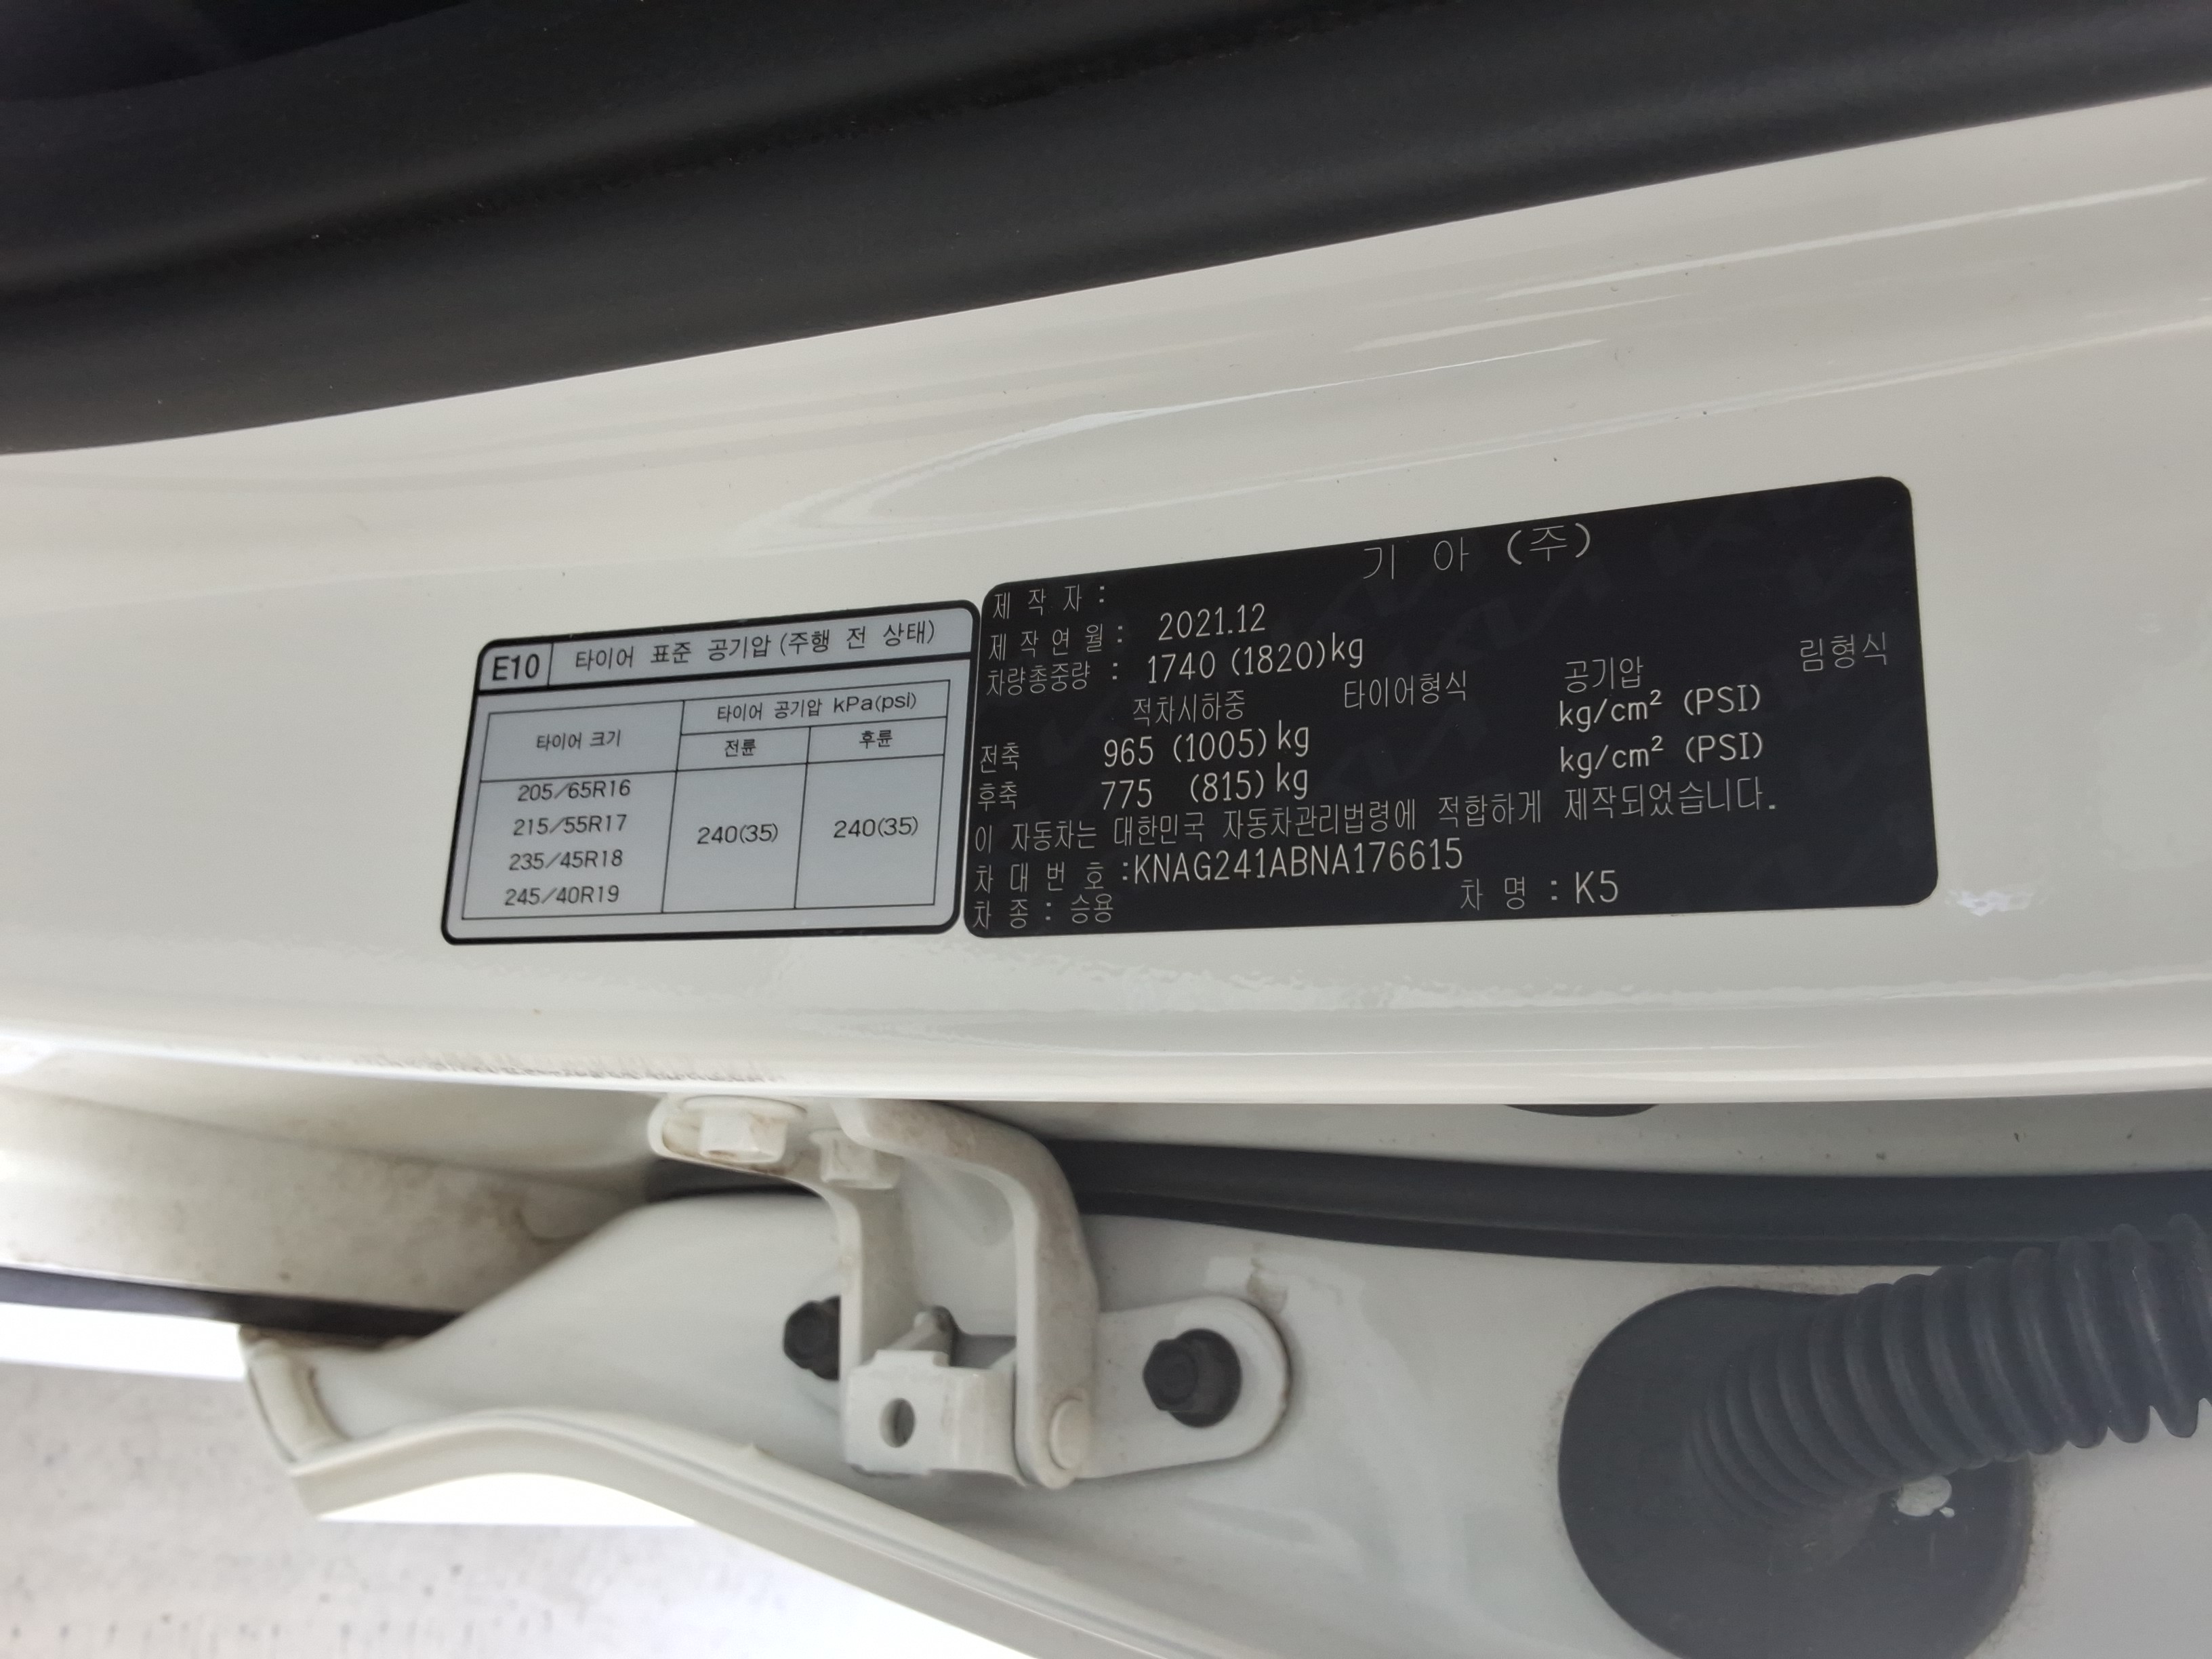 E10 타이어 표준 공기압 (주행 전 상태)
타이어 크기 타이어 공기압 kPa(psi)
전륜 후륜
205/65R16
215/55R17
235/45R18
245/40R19
240(35) 240(35)
제 작 자 : 기 아 (주)
제 작 연 월 : 2021.12
차량총중량 : 1740 (1820)kg
적차시하중 타이어형식 공기압 림형식
전축 965 (1005)kg kg/cm² (PSI)
후축 775 (815)kg kg/cm² (PSI)
이 자동차는 대한민국 자동차관리법령에 적합하게 제작되었습니다.
차 대 번 호 :KNAG241ABNA176615
차 종 : 승용 차 명 : K5